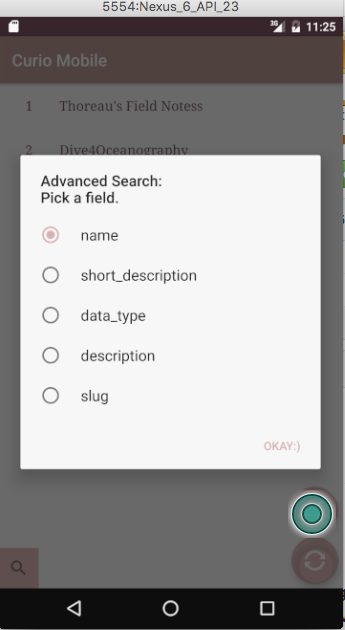 5554:Nexus_6_API_23
3G 11:25
Curio Mobile
1 Thoreau's Field Notess
2 Dive4Oceanography
Advanced Search:
Pick a field.
name
short_description
data_type
description
slug
OKAY:)